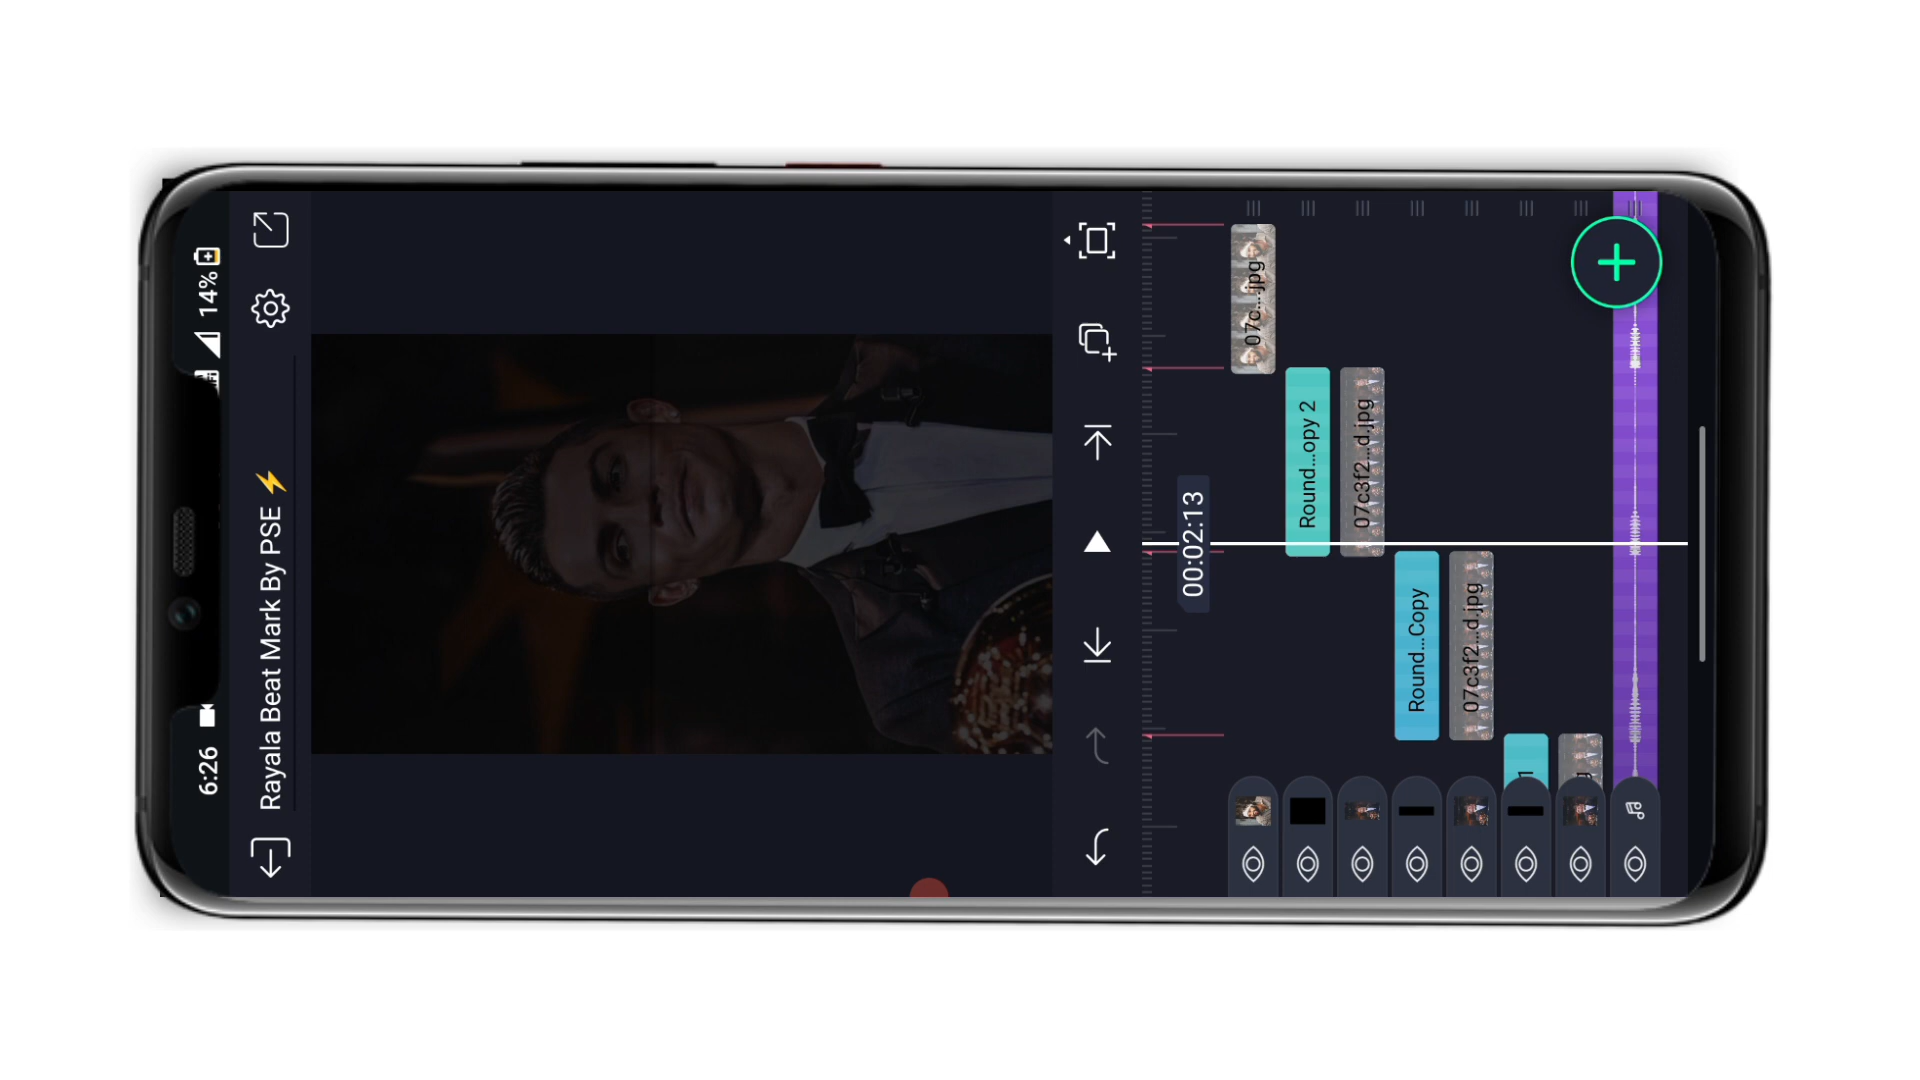 6:26
14%
Rayala Beat Mark By PSE ⚡
00:02:13
07c....jpg
Round...opy 2
07c3f2...d.jpg
Round...Copy
07c3f2...d.jpg
1